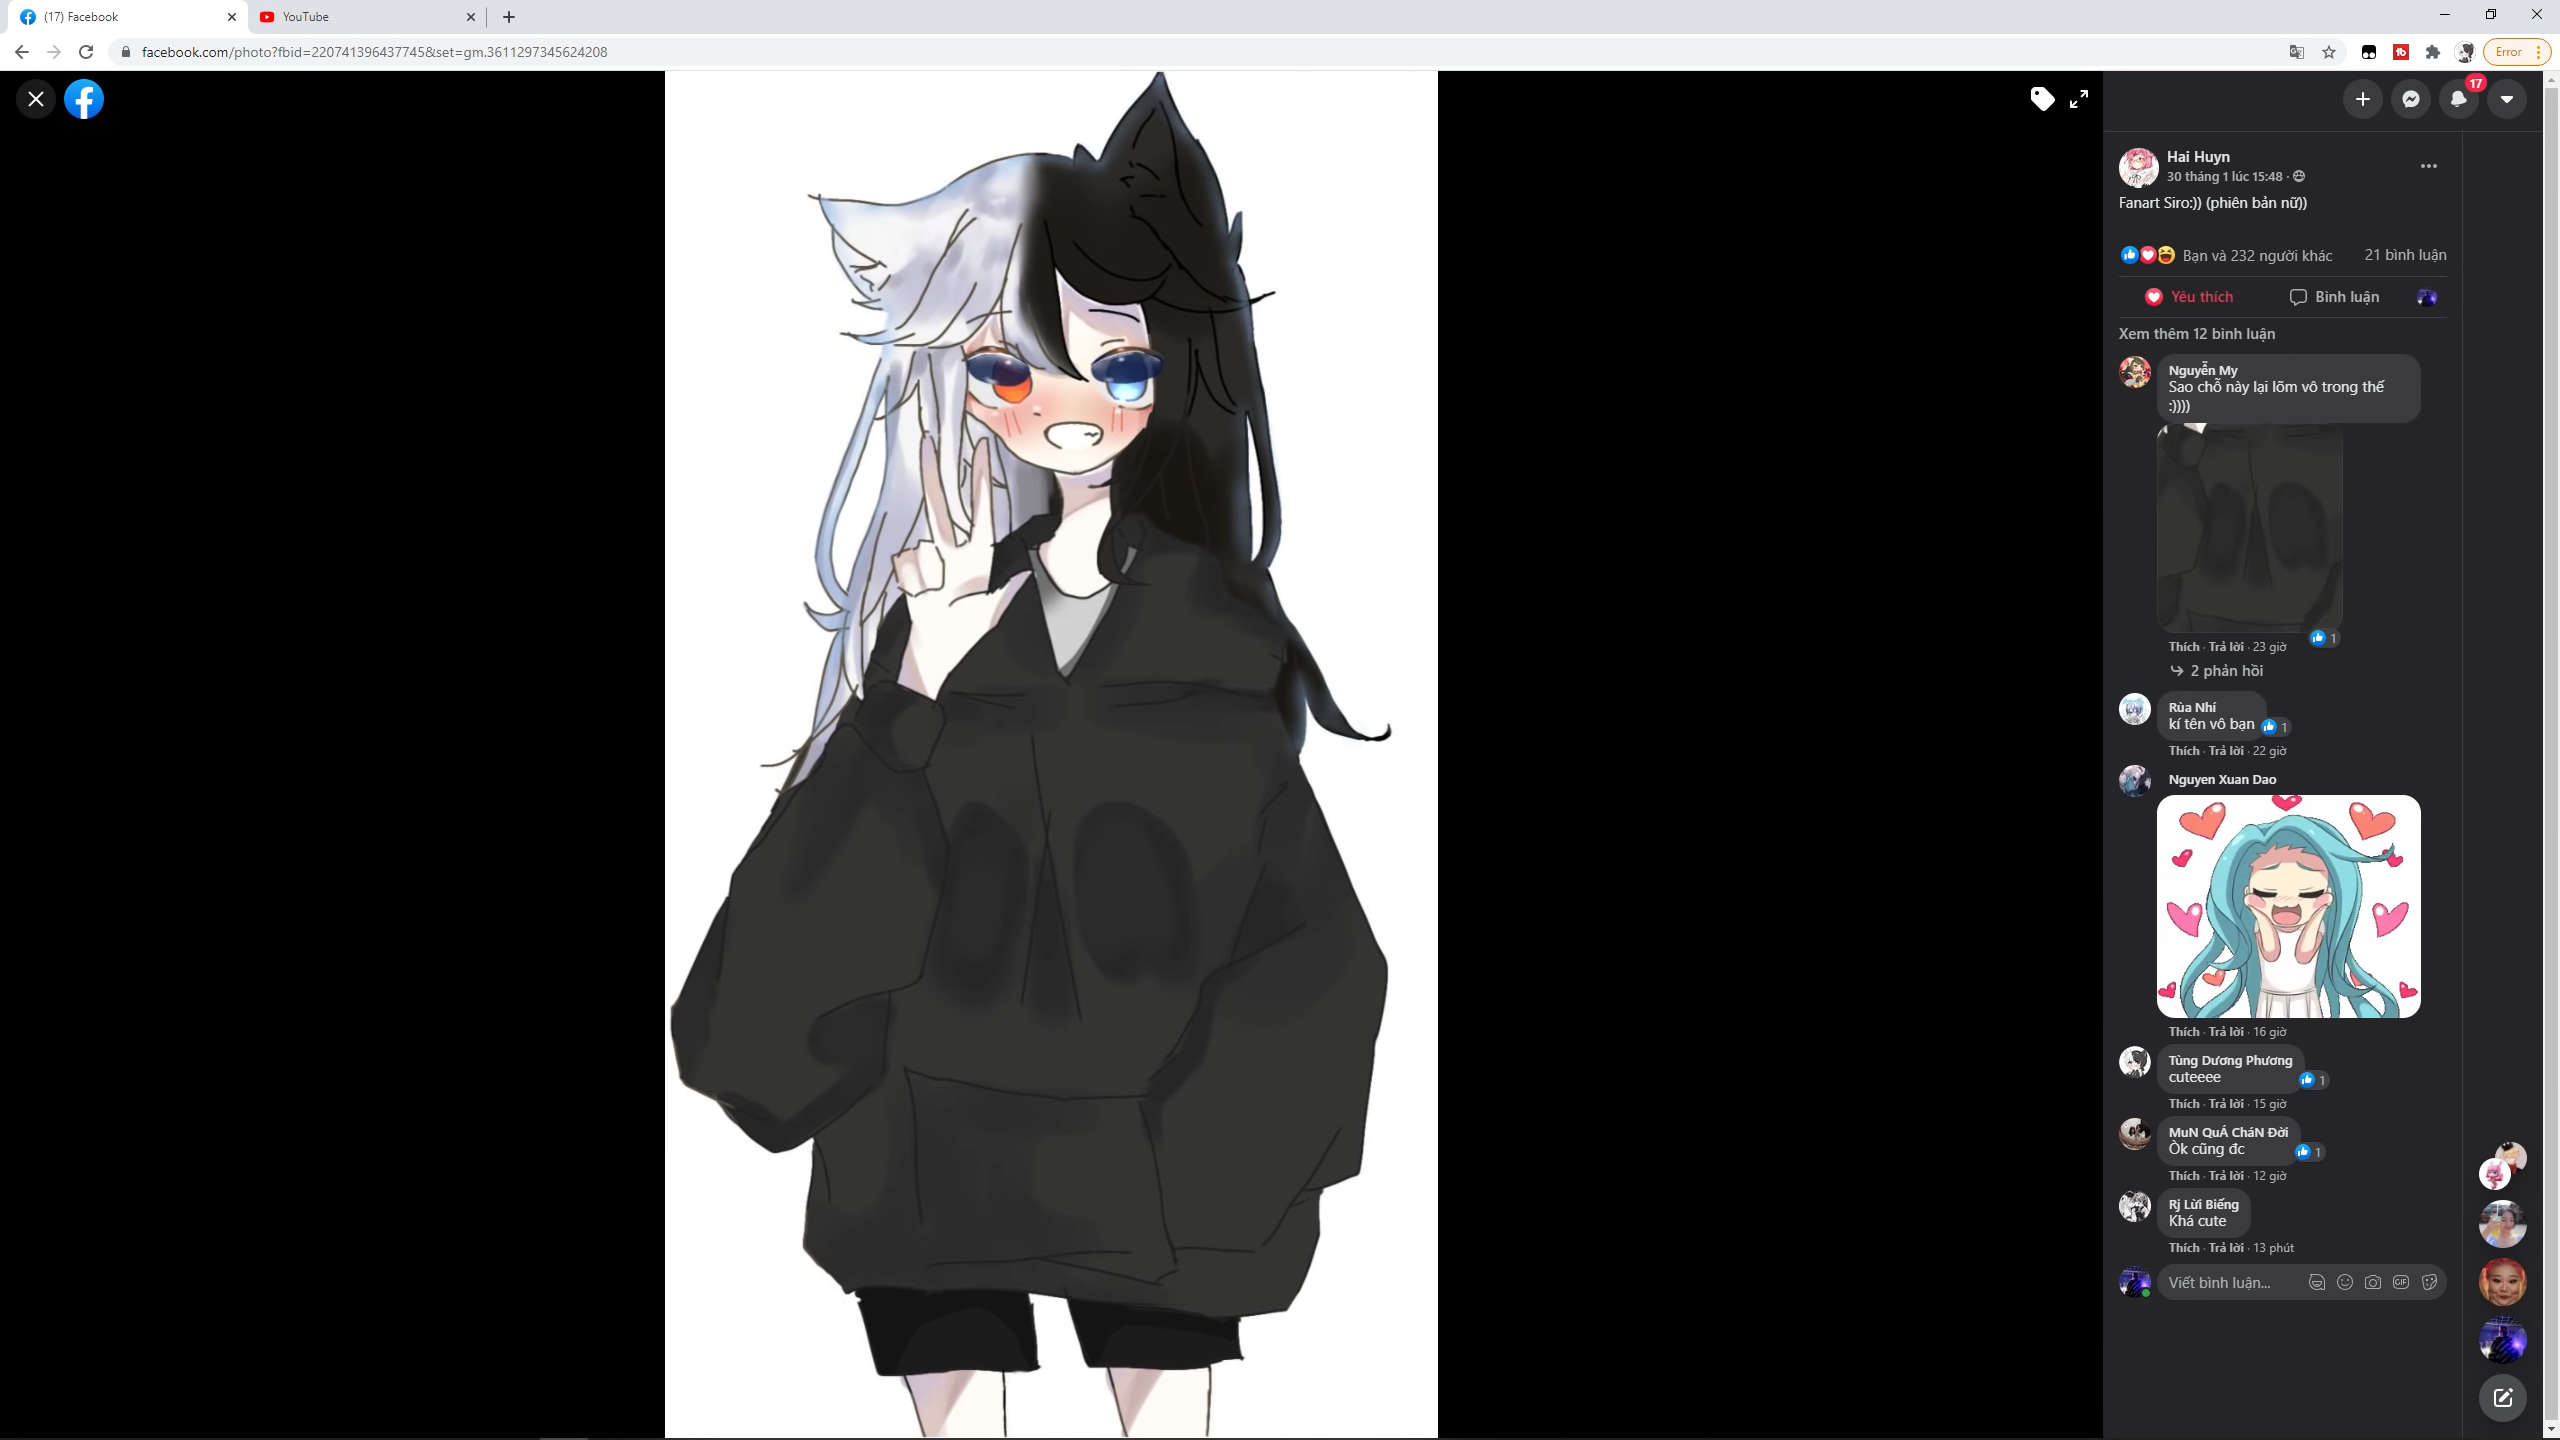 (17) Facebook
YouTube
facebook.com/photo?fbid=220741396437745&set=gm.3611297345624208
Error
17
Hai Huyn
30 tháng 1 lúc 15:48 ·
Fanart Siro:)) (phiên bản nữ))
Bạn và 232 người khác
21 bình luận
Yêu thích
Bình luận
Xem thêm 12 bình luận
Nguyễn My
Sao chỗ này lại lõm vô trong thế
:))))
1
Thích · Trả lời · 23 giờ
2 phản hồi
Rùa Nhí
kí tên vô bạn
1
Thích · Trả lời · 22 giờ
Nguyen Xuan Dao
Thích · Trả lời · 16 giờ
Tùng Dương Phương
cuteeee
1
Thích · Trả lời · 15 giờ
MuN QuÁ CháN Đời
Òk cũng đc
1
Thích · Trả lời · 12 giờ
Rj Lừi Biếng
Khá cute
Thích · Trả lời · 13 phút
Viết bình luận...
GIF